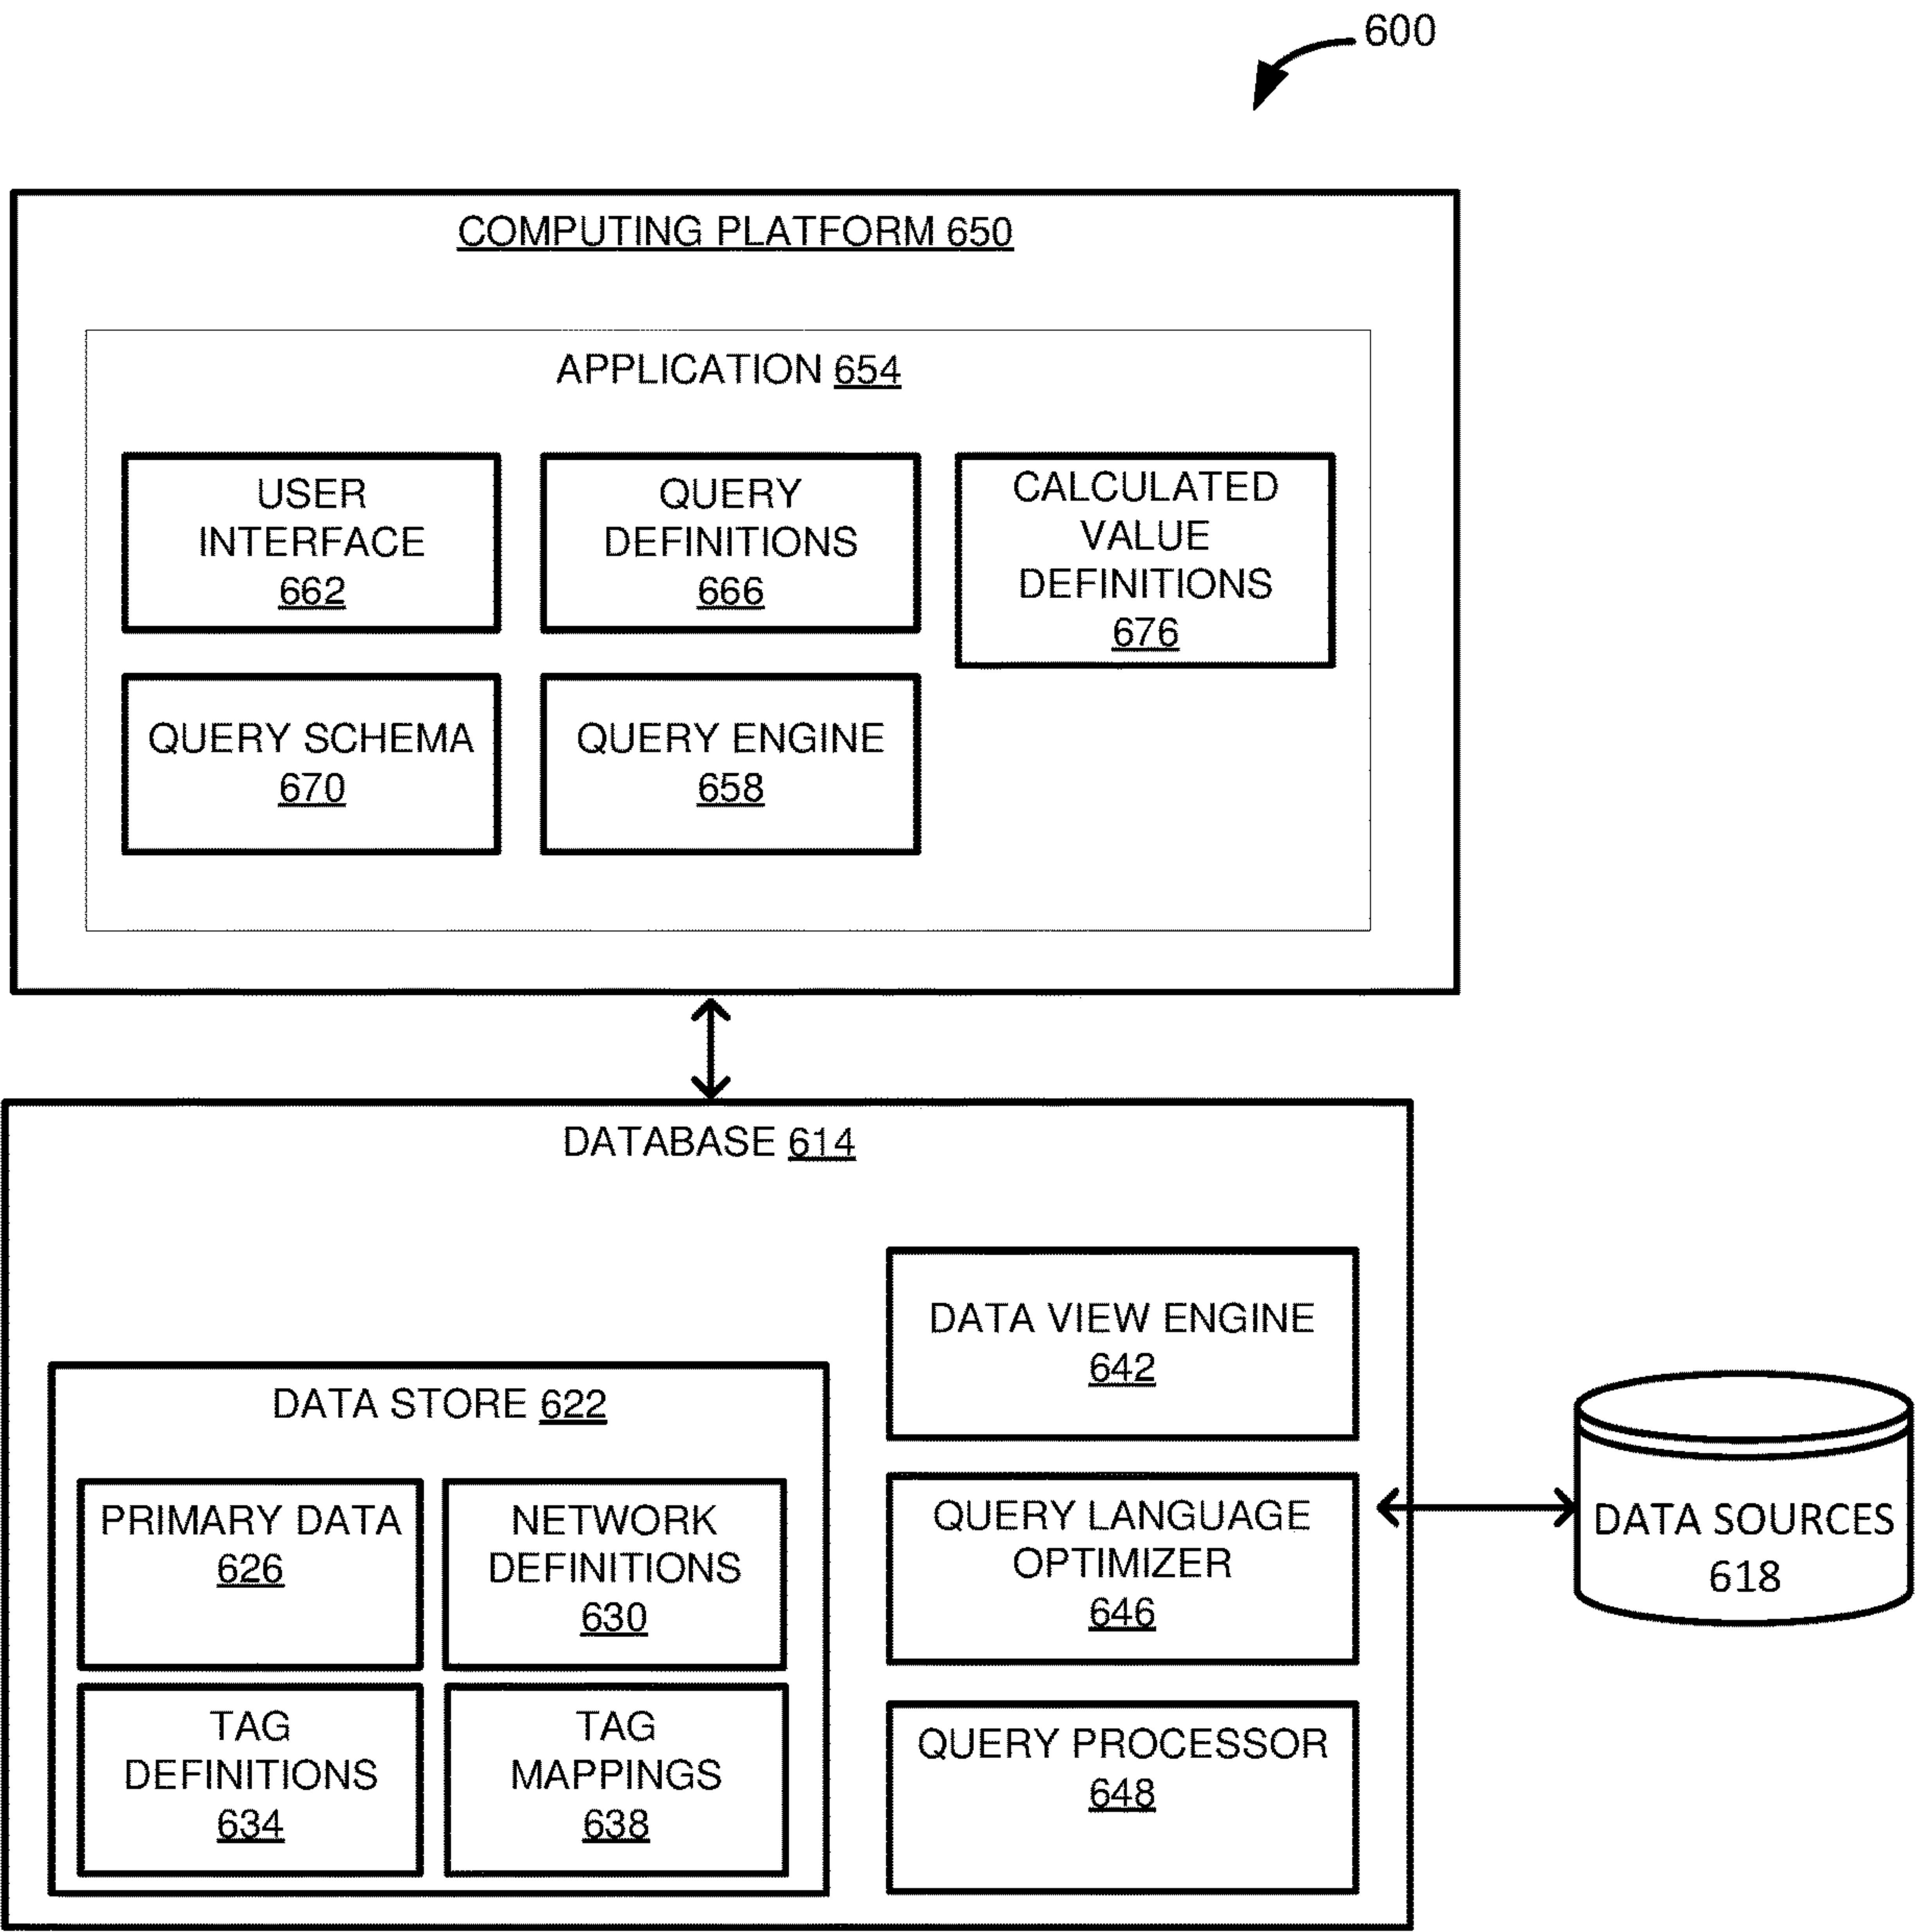 600
COMPUTING PLATFORM 650
APPLICATION 654
USER
INTERFACE
662
QUERY
DEFINITIONS
666
CALCULATED
VALUE
DEFINITIONS
676
QUERY SCHEMA
670
QUERY ENGINE
658
DATABASE 614
DATA VIEW ENGINE
642
DATA STORE 622
PRIMARY DATA
626
NETWORK
DEFINITIONS
630
TAG
DEFINITIONS
634
TAG
MAPPINGS
638
QUERY LANGUAGE
OPTIMIZER
646
QUERY PROCESSOR
648
DATA SOURCES
618